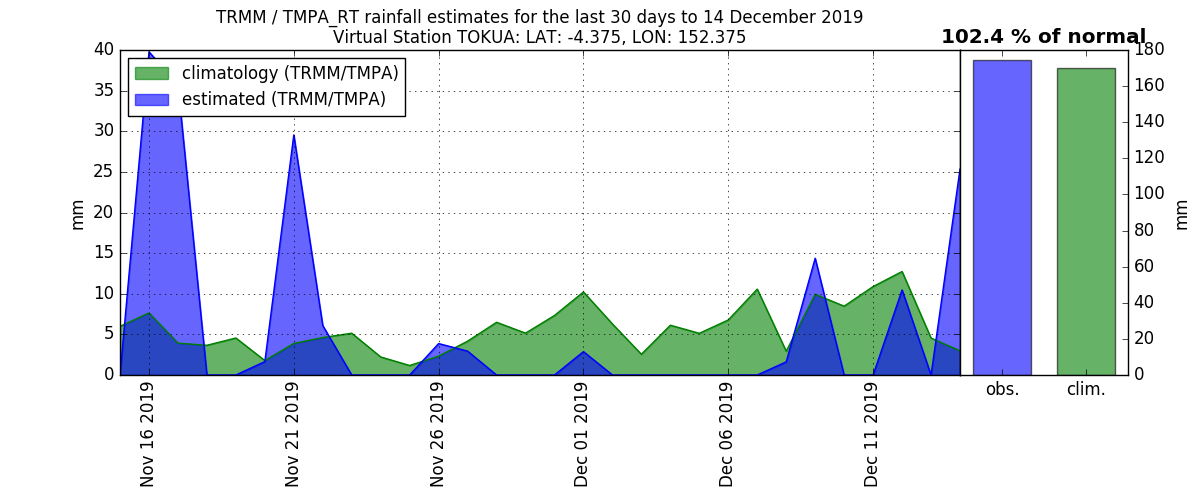 TRMM / TMPA_RT rainfall estimates for the last 30 days to 14 December 2019
Virtual Station TOKUA: LAT: -4.375, LON: 152.375
102.4 % of normal
climatology (TRMM/TMPA)
estimated (TRMM/TMPA)
mm
40
35
30
25
20
15
10
5
0
Nov 16 2019
Nov 21 2019
Nov 26 2019
Dec 01 2019
Dec 06 2019
Dec 11 2019
obs.
clim.
180
160
140
120
100
80
60
40
20
0
mm